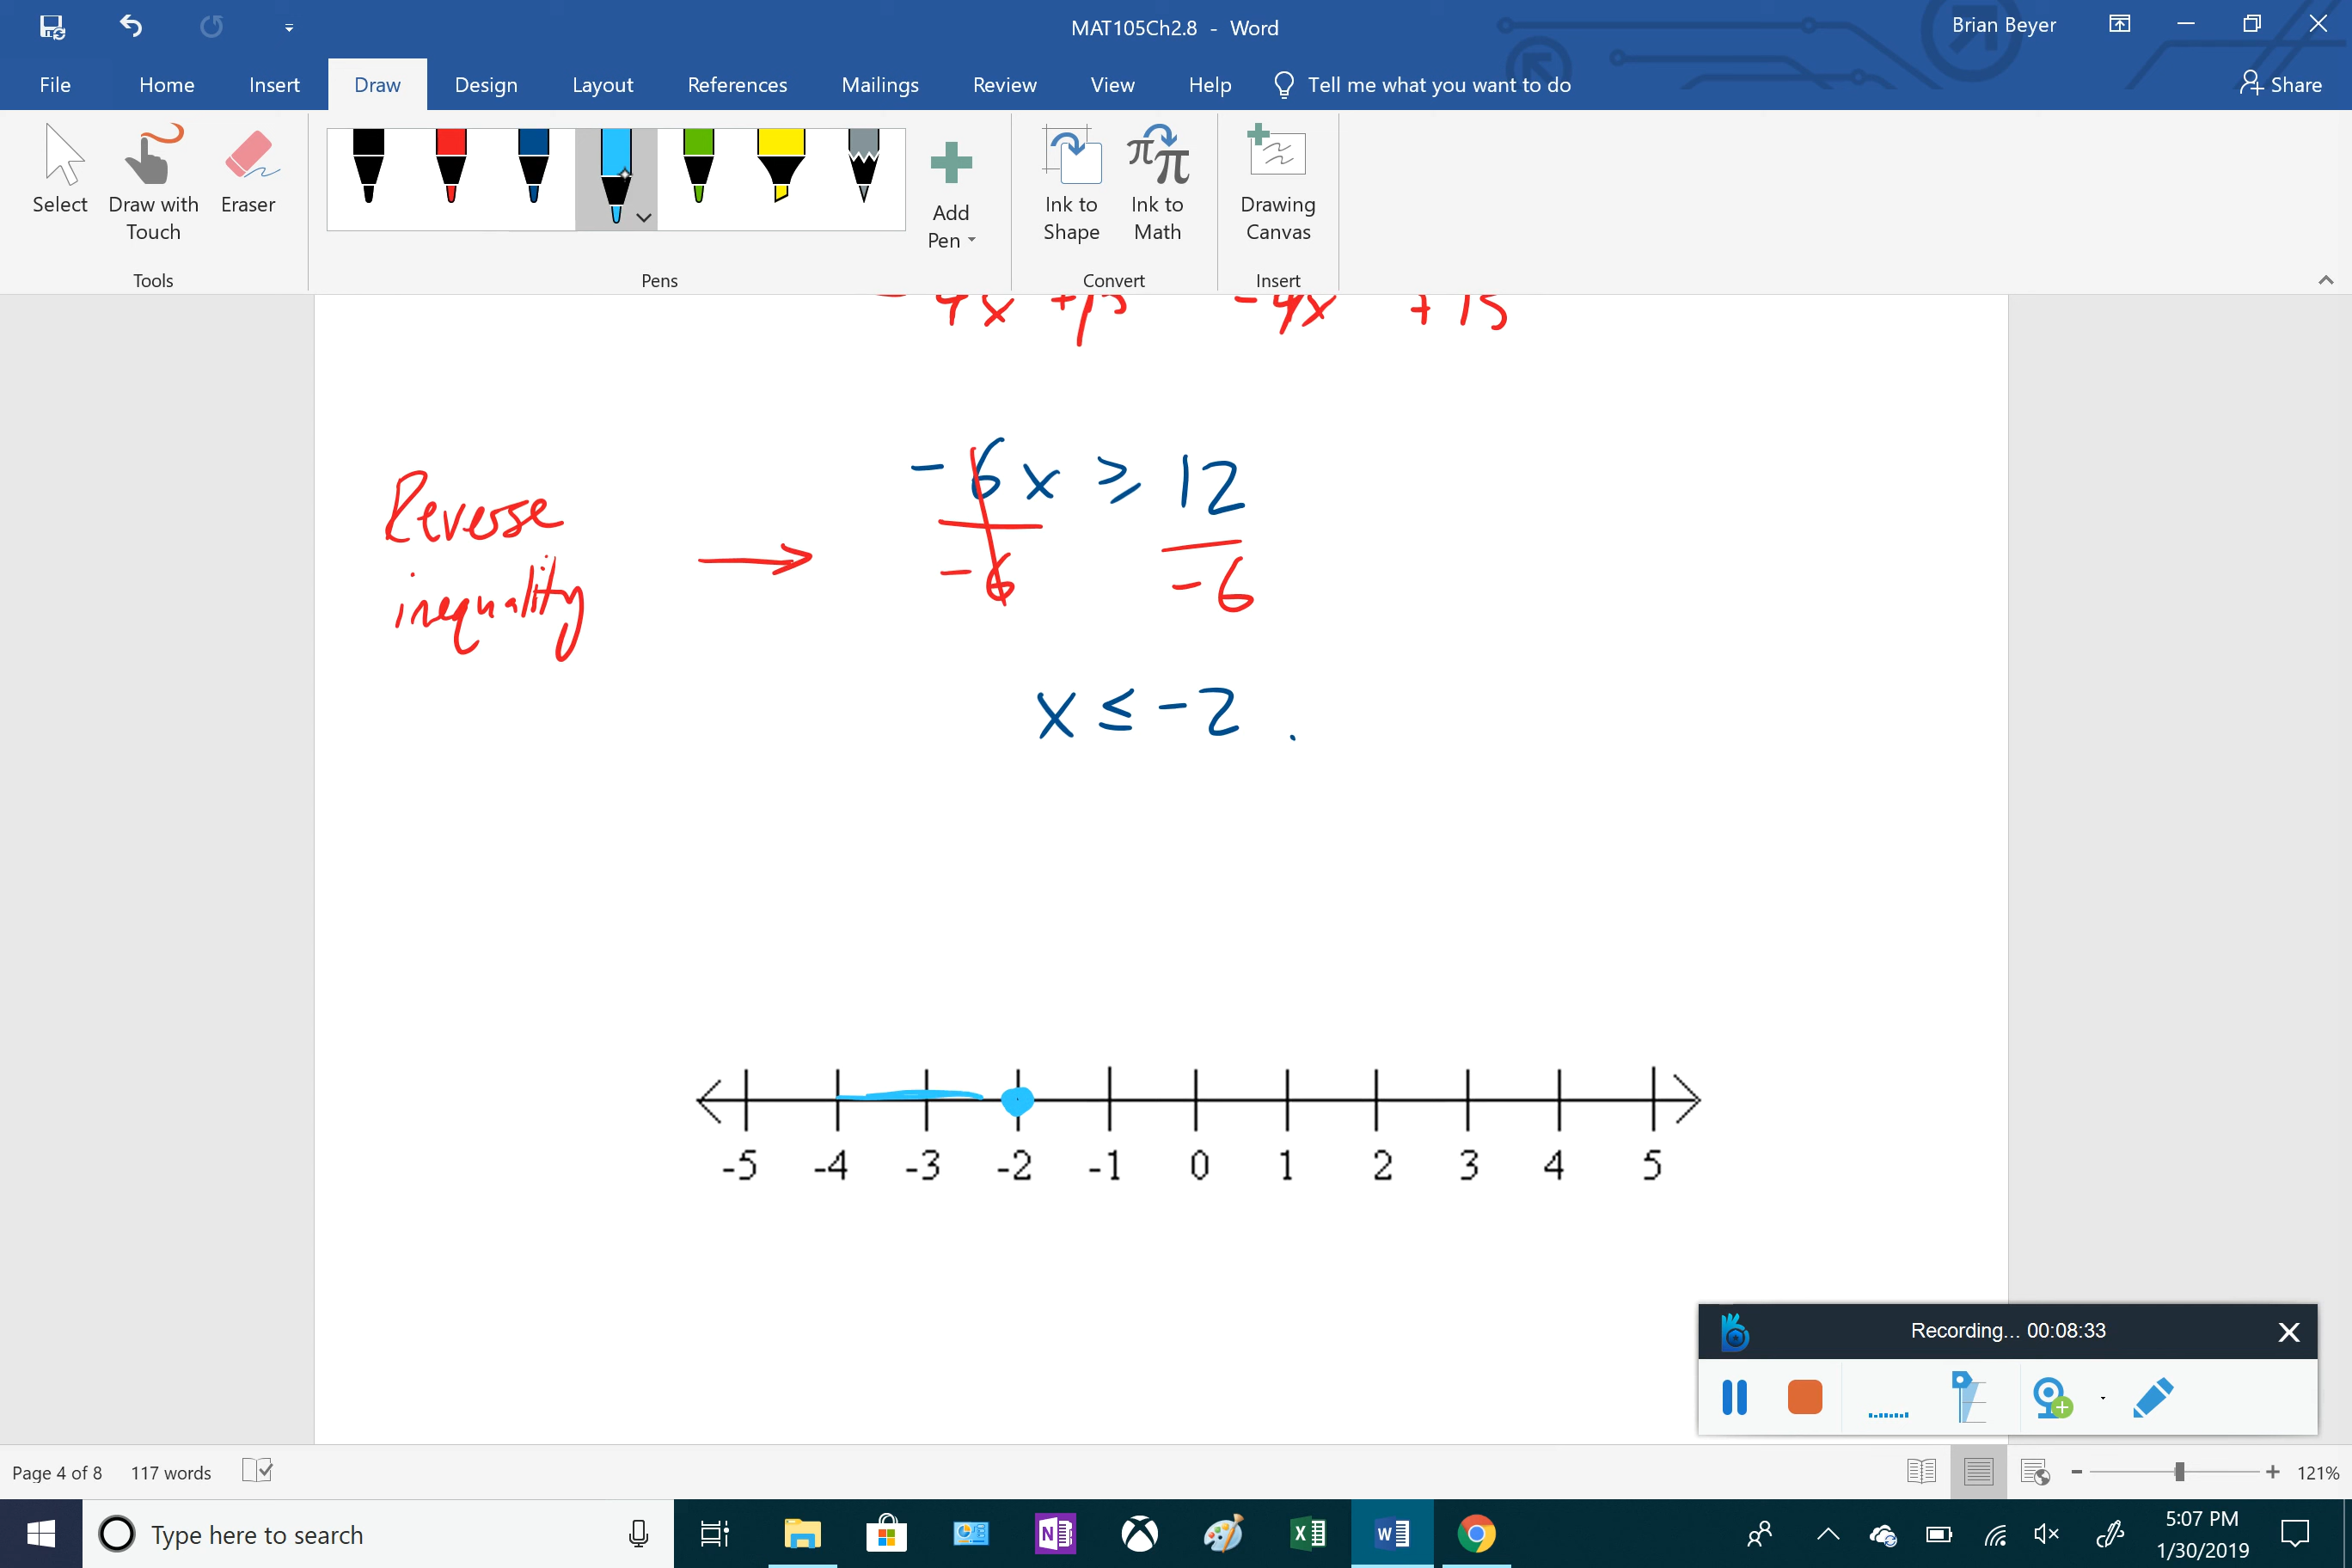 MAT105Ch2.8 - Word
Brian Beyer
File Home Insert Draw Design Layout References Mailings Review View Help Tell me what you want to do Share
Select Draw with Touch Eraser
Add Pen
Ink to Shape Ink to Math
Drawing Canvas
Tools Pens Convert Insert
- 4x +15 - 4x + 15
-6x ≥ 12
-6 -6
Reverse
inequality
x ≤ -2 .
-5 -4 -3 -2 -1 0 1 2 3 4 5
Recording... 00:08:33
Page 4 of 8 117 words
121%
Type here to search
5:07 PM
1/30/2019